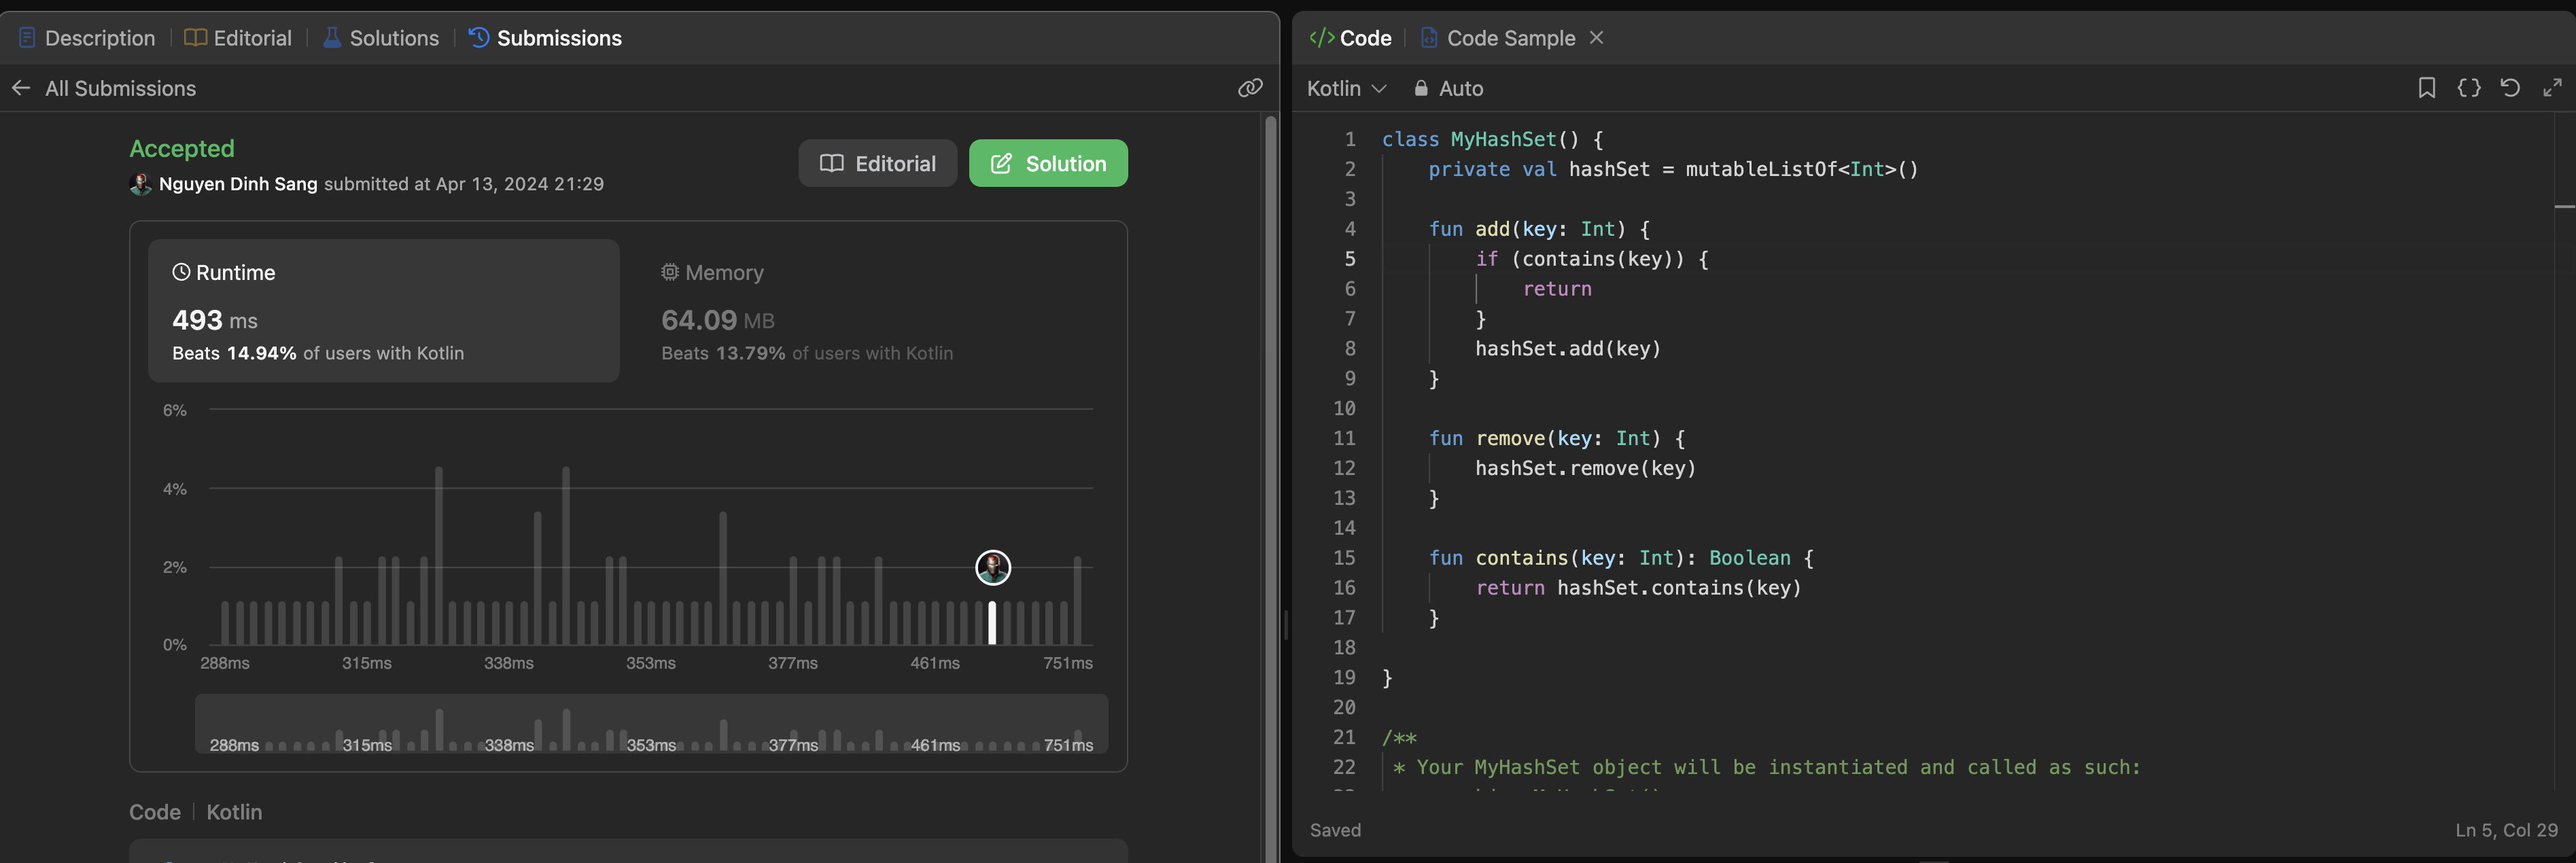 Description | Editorial | Solutions | Submissions
All Submissions
Accepted
Nguyen Dinh Sang submitted at Apr 13, 2024 21:29
Editorial
Solution
Runtime
493 ms
Beats 14.94% of users with Kotlin
Memory
64.09 MB
Beats 13.79% of users with Kotlin
6%
4%
2%
0%
288ms 315ms 338ms 353ms 377ms 461ms 751ms
288ms 315ms 338ms 353ms 377ms 461ms 751ms
Code | Kotlin
</> Code | Code Sample ×
Kotlin Auto
1 class MyHashSet() {
2     private val hashSet = mutableListOf<Int>()
3
4     fun add(key: Int) {
5         if (contains(key)) {
6             return
7         }
8         hashSet.add(key)
9     }
10
11     fun remove(key: Int) {
12         hashSet.remove(key)
13     }
14
15     fun contains(key: Int): Boolean {
16         return hashSet.contains(key)
17     }
18
19 }
20
21 /**
22  * Your MyHashSet object will be instantiated and called as such:
Saved
Ln 5, Col 29